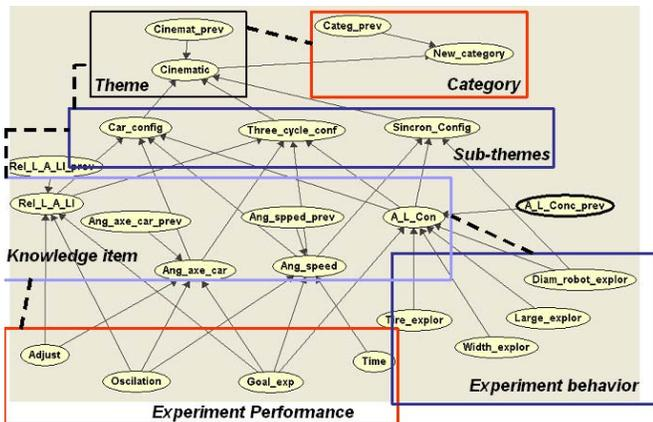 Cinemat_prev
Categ_prev
New_category
Cinematic
Theme
Category
Car_config
Three_cycle_conf
Sincron_Config
Sub-themes
Rel_L_A_LI_prev
Rel_L_A_LI
Ang_axe_car_prev
Ang_spped_prev
A_L_Con
A_L_Conc_prev
Knowledge item
Ang_axe_car
Ang_speed
Diam_robot_explor
Tire_explor
Large_explor
Width_explor
Adjust
Oscilation
Goal_exp
Time
Experiment behavior
Experiment Performance